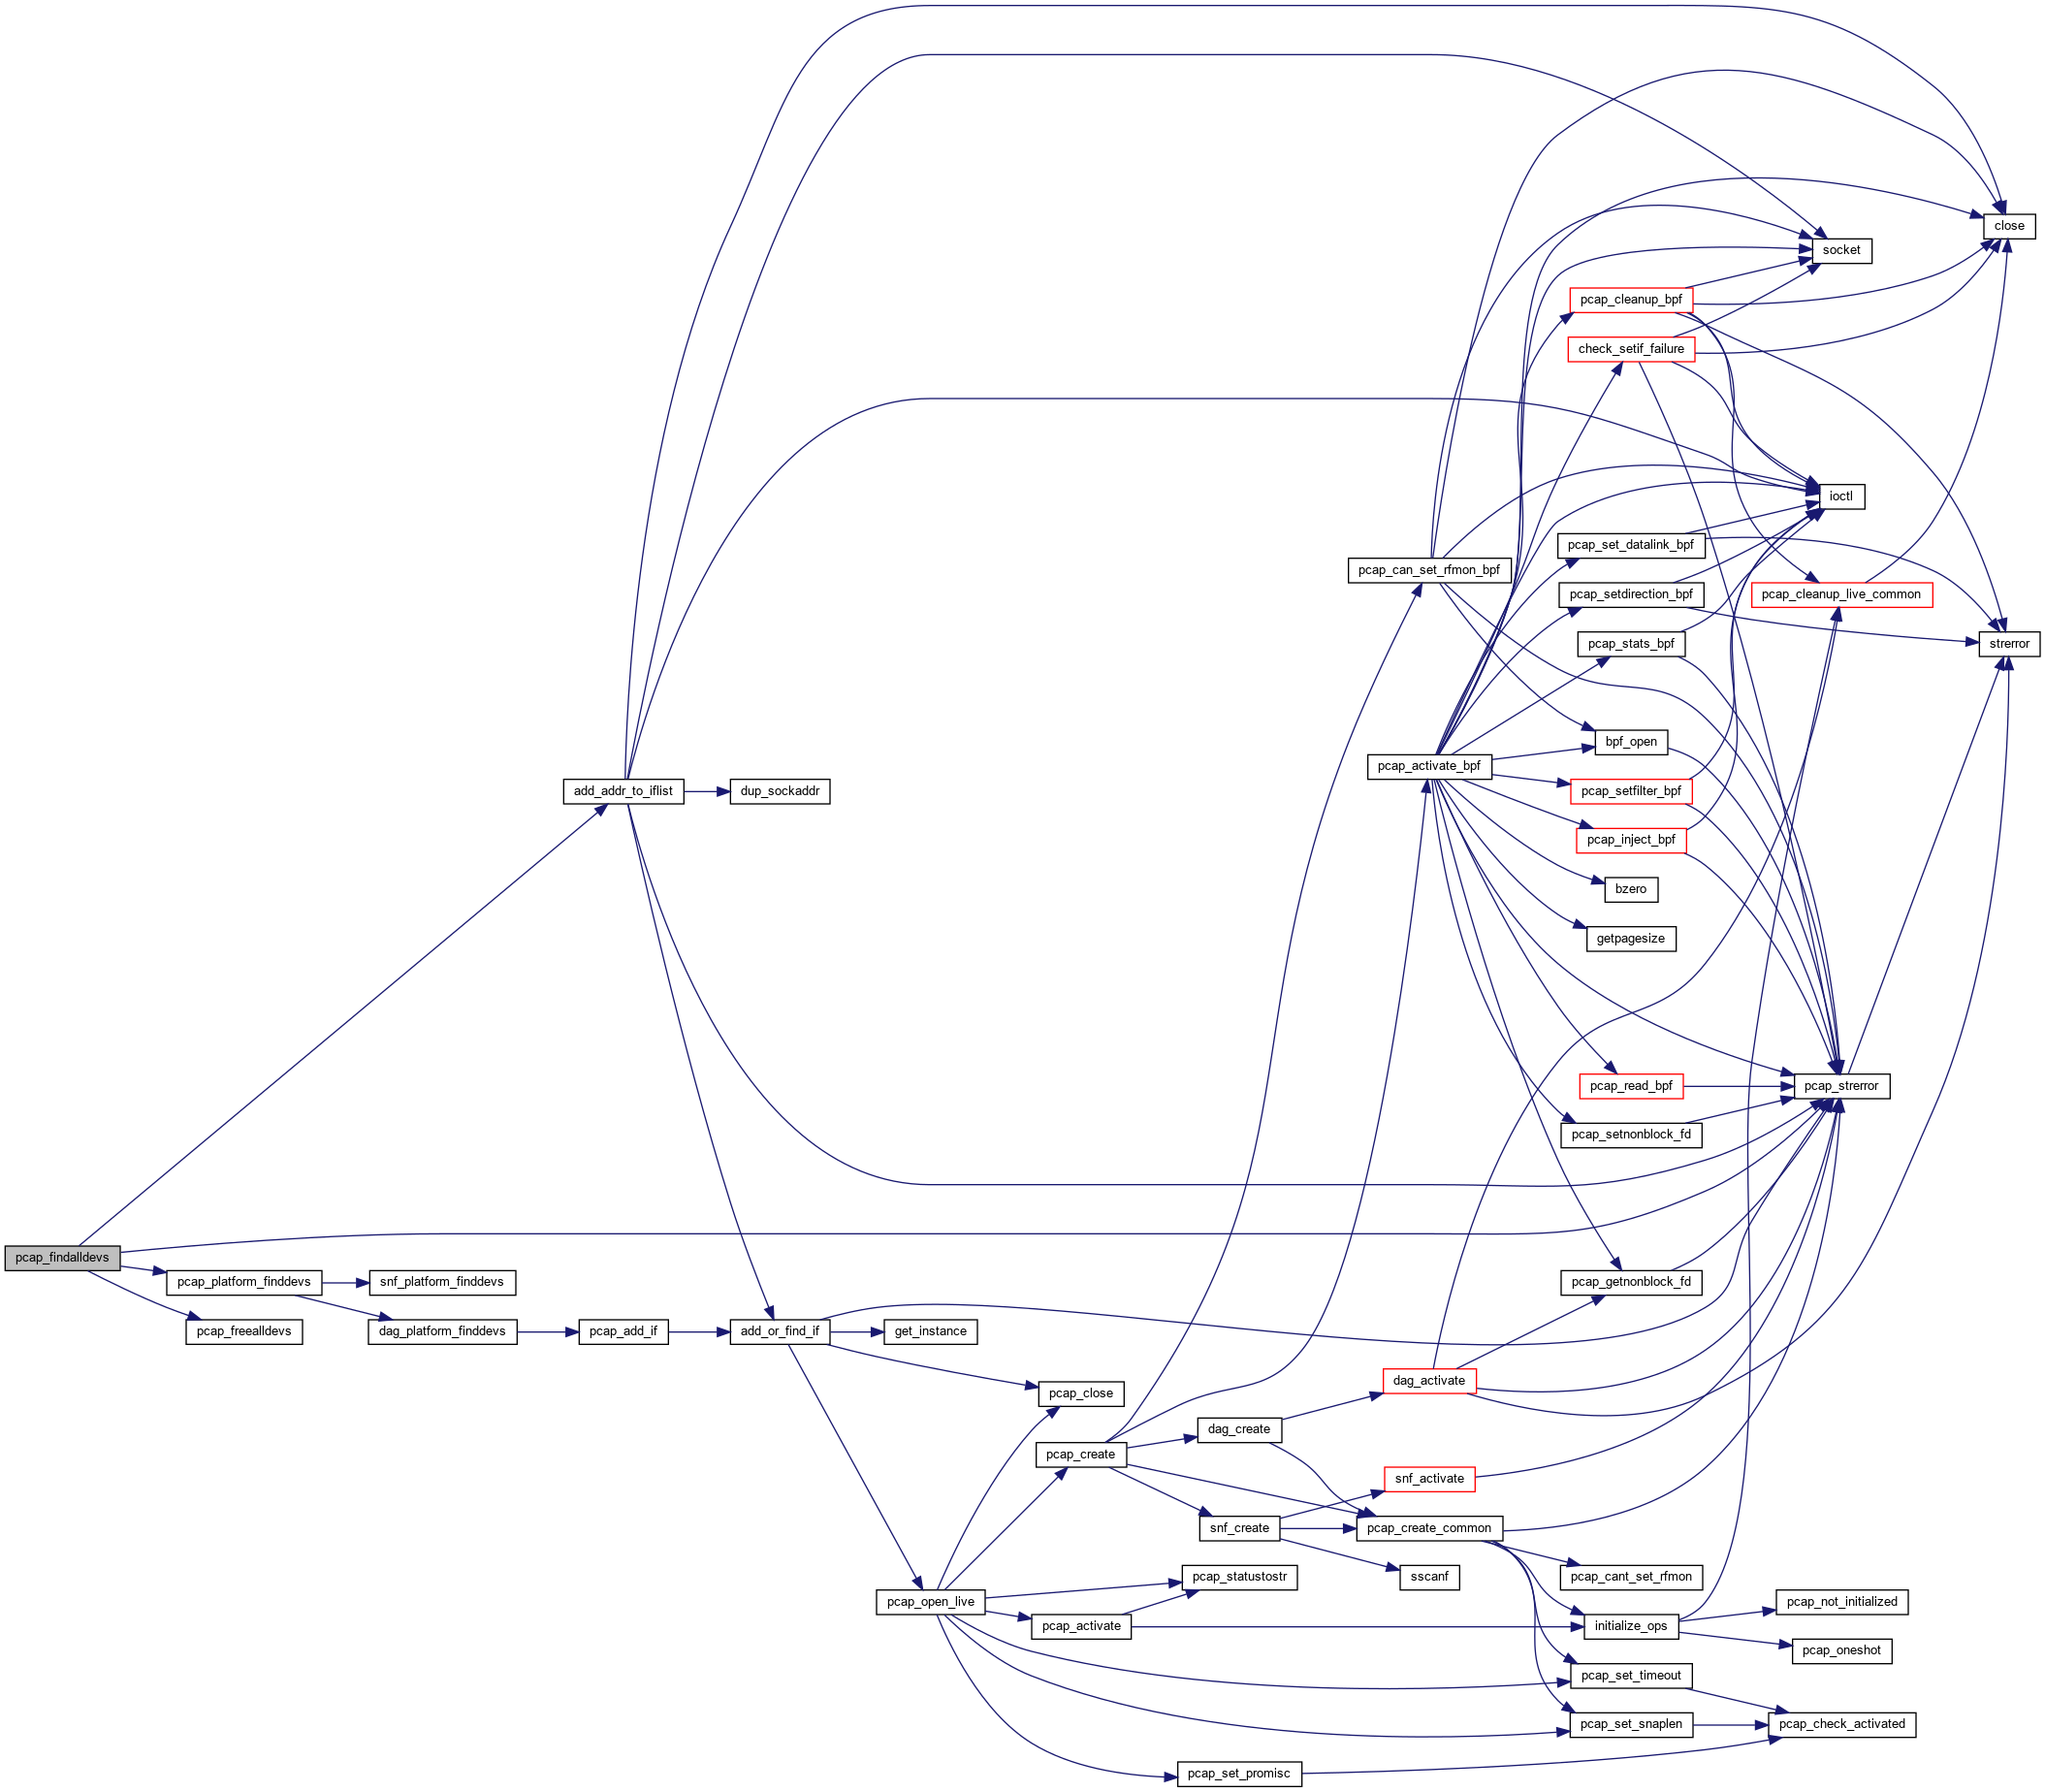 close
socket
pcap_cleanup_bpf
check_setif_failure
ioctl
pcap_set_datalink_bpf
pcap_can_set_rfmon_bpf
pcap_setdirection_bpf
pcap_cleanup_live_common
pcap_stats_bpf
strerror
bpf_open
pcap_activate_bpf
add_addr_to_iflist
dup_sockaddr
pcap_setfilter_bpf
pcap_inject_bpf
bzero
getpagesize
pcap_read_bpf
pcap_strerror
pcap_setnonblock_fd
pcap_findalldevs
pcap_platform_finddevs
snf_platform_finddevs
pcap_getnonblock_fd
pcap_freealldevs
dag_platform_finddevs
pcap_add_if
add_or_find_if
get_instance
dag_activate
pcap_close
dag_create
pcap_create
snf_activate
snf_create
pcap_create_common
pcap_statustostr
sscanf
pcap_cant_set_rfmon
pcap_open_live
pcap_not_initialized
pcap_activate
initialize_ops
pcap_oneshot
pcap_set_timeout
pcap_set_snaplen
pcap_check_activated
pcap_set_promisc